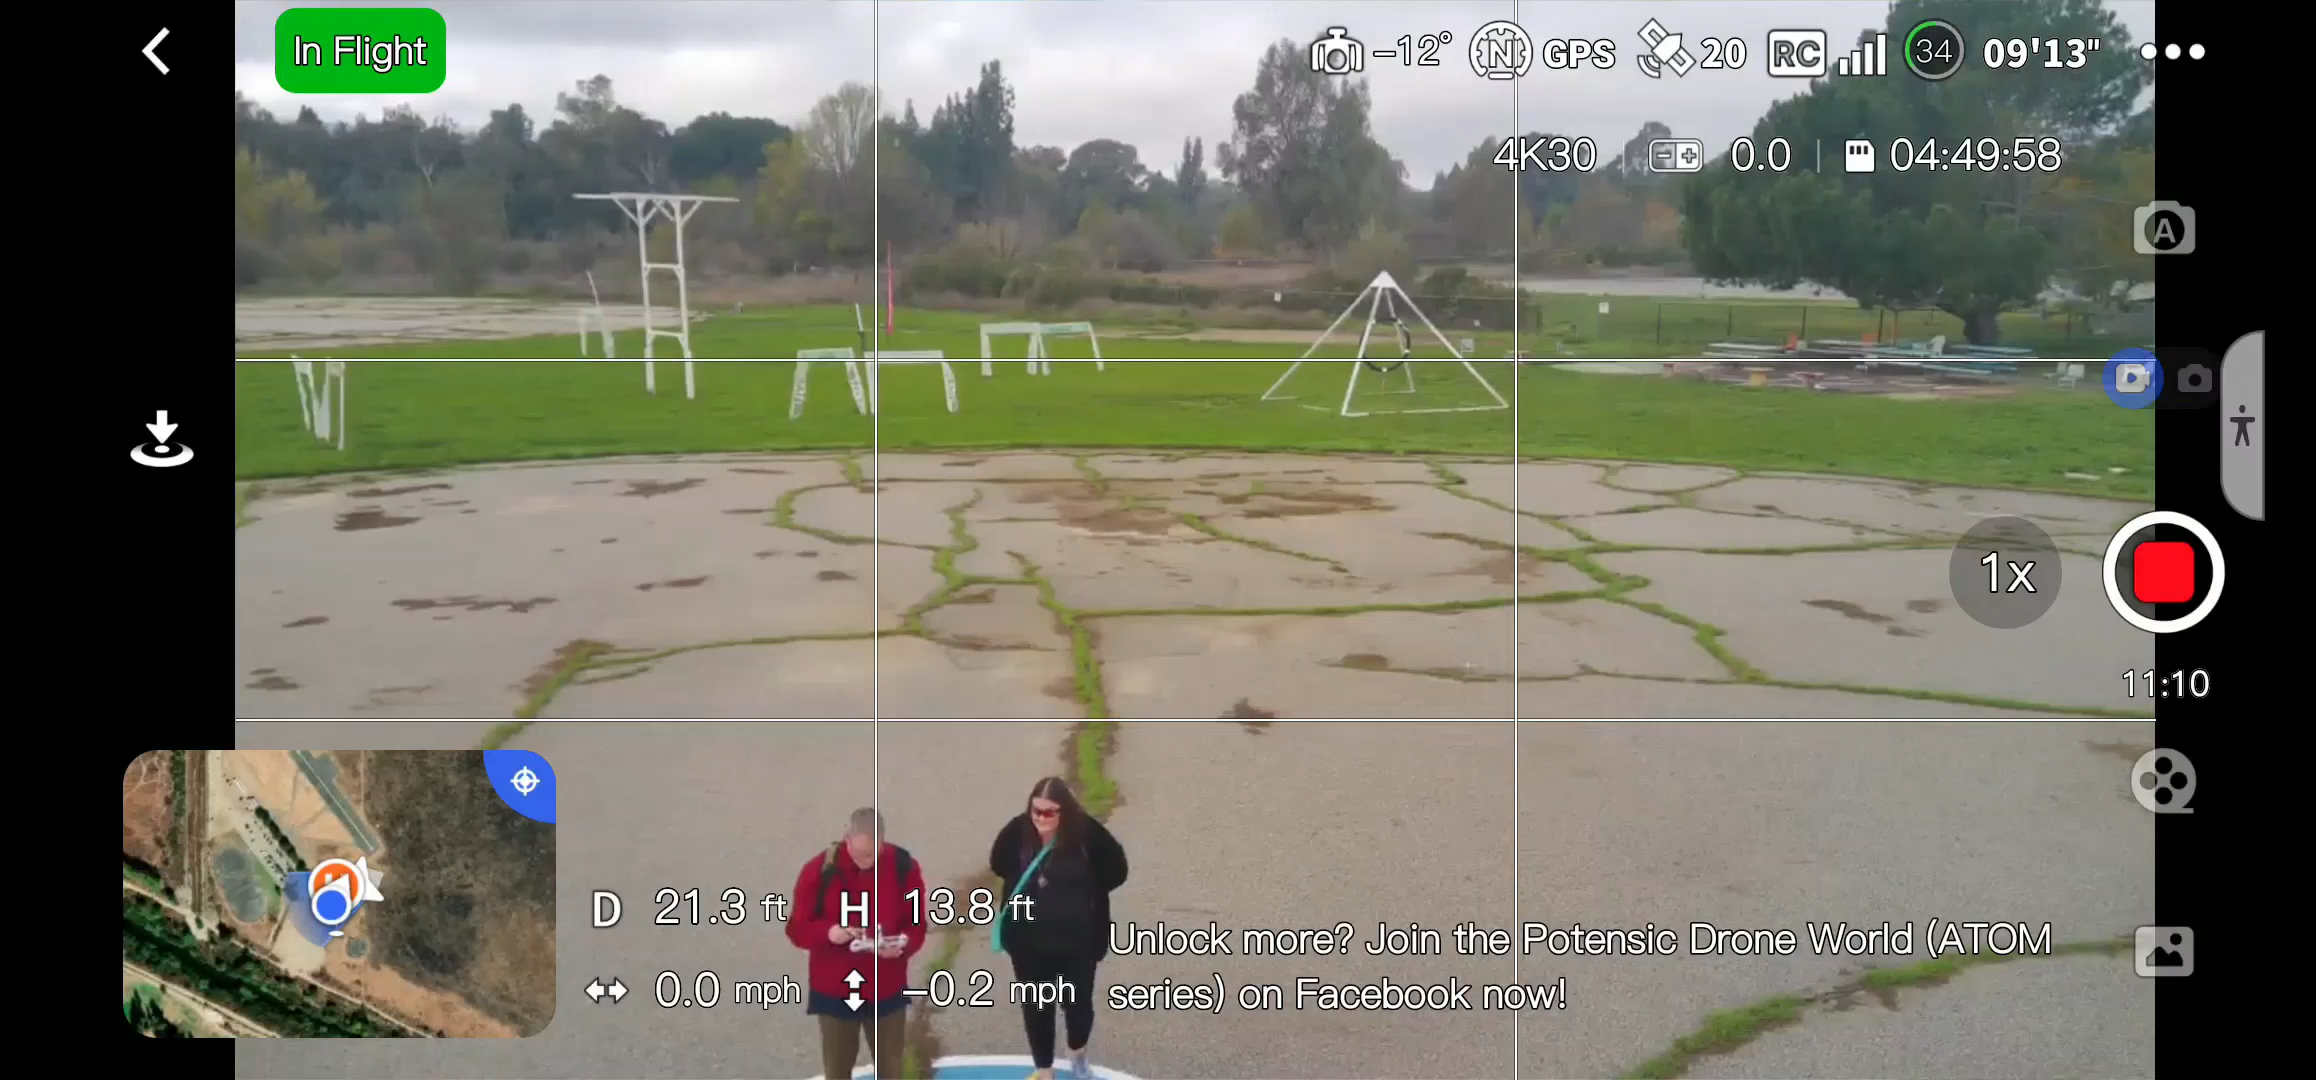 In Flight
−12° N GPS 20 RC 34 09'13"
4K30 0.0 04:49:58
A
1x
11:10
D 21.3 ft H 13.8 ft
0.0 mph −0.2 mph
Unlock more? Join the Potensic Drone World (ATOM
series) on Facebook now!